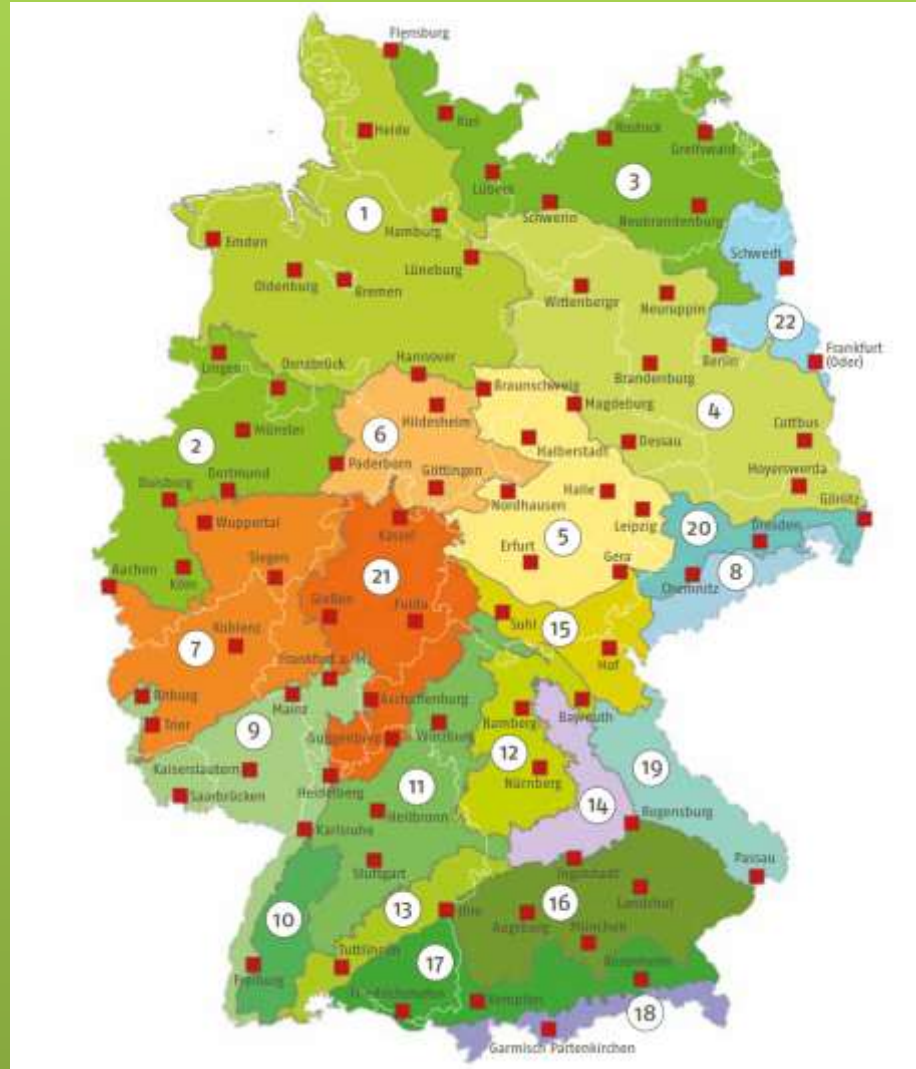 Flensburg
Kiel
Heide
Rostock
Greifswald
3
Lübeck
1
Schwerin
Neubrandenburg
Hamburg
Emden
Schwedt
Lüneburg
Oldenburg
Bremen
Wittenberge
Neuruppin
22
Lingen
Osnabrück
Hannover
Berlin
Frankfurt
(Oder)
Braunschweig
Brandenburg
Hildesheim
Magdeburg
4
Cottbus
2
Münster
6
Halberstadt
Dessau
Paderborn
Göttingen
Hoyerswerda
Duisburg
Dortmund
Nordhausen
Halle
Görlitz
Wuppertal
Kassel
Leipzig
20
Dresden
5
Erfurt
Gera
Aachen
Köln
Siegen
21
8
Chemnitz
Gießen
Fulda
Suhl
15
7
Koblenz
Hof
Frankfurt a. M.
Bitburg
Mainz
Aschaffenburg
Trier
9
Bamberg
Bayreuth
Würzburg
12
19
Kaiserslautern
11
Nürnberg
Saarbrücken
Heidelberg
Heilbronn
14
Regensburg
Karlsruhe
Stuttgart
Ingolstadt
Passau
13
Ulm
16
Landshut
10
Augsburg
München
Tuttlingen
17
Rosenheim
Freiburg
Kempten
18
Garmisch Partenkirchen